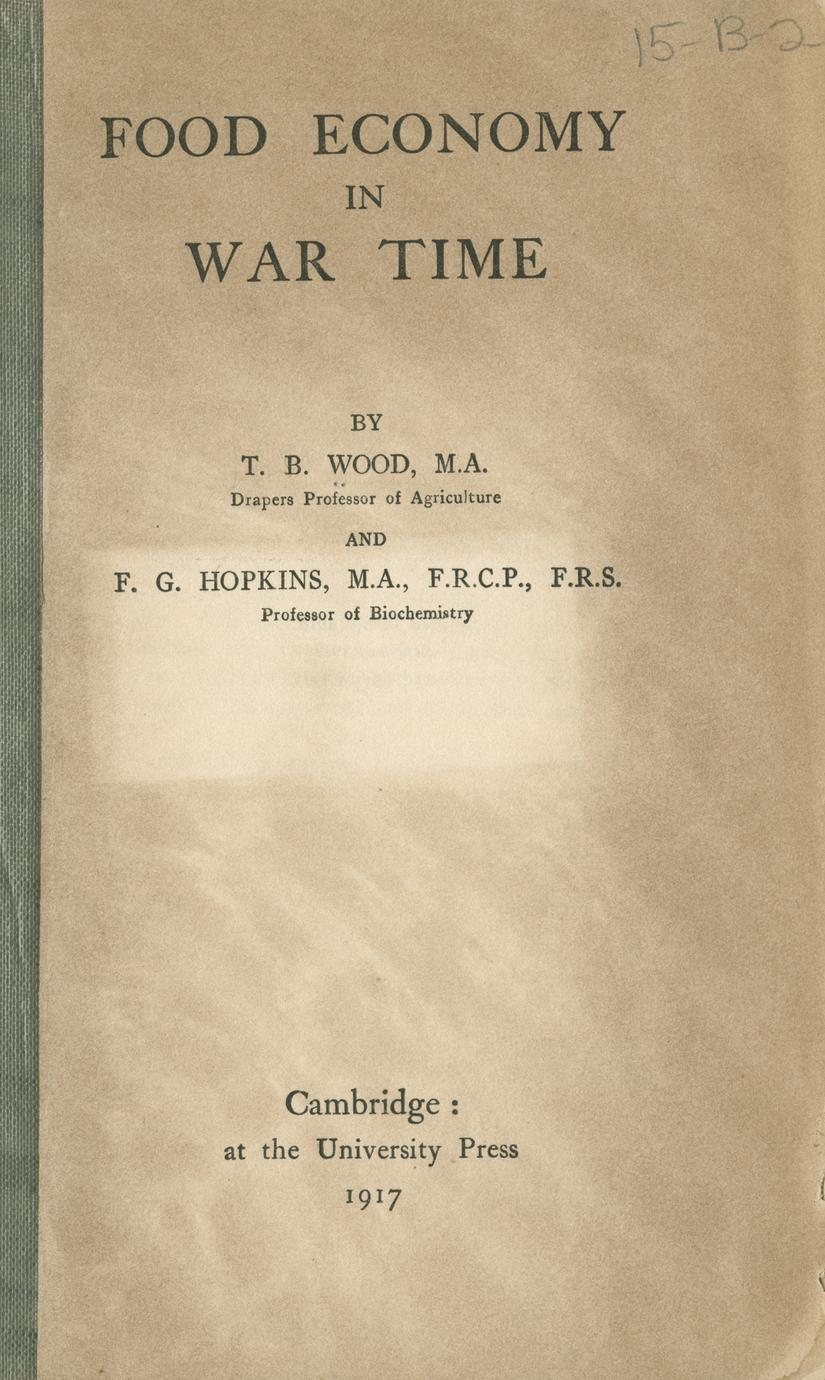 15-B-2
FOOD ECONOMY
IN
WAR TIME
BY
T. B. WOOD, M.A.
Drapers Professor of Agriculture
AND
F. G. HOPKINS, M.A., F.R.C.P., F.R.S.
Professor of Biochemistry
Cambridge :
at the University Press
1917